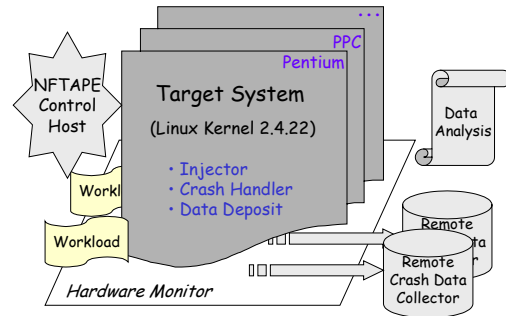 ...
PPC
Pentium
NFTAPE
Control
Host
Target System
(Linux Kernel 2.4.22)
• Injector
• Crash Handler
• Data Deposit
Data
Analysis
Workload
Remote
Remote
Crash Data
Collector
Hardware Monitor